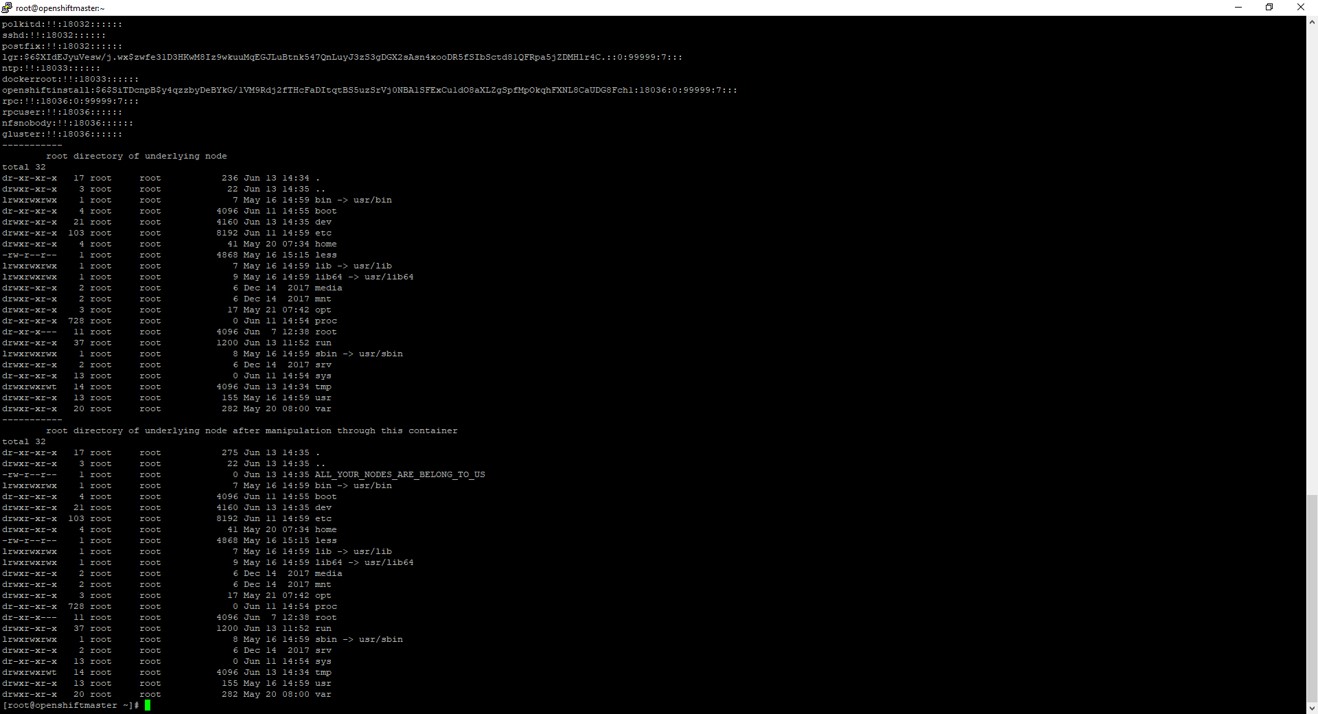 root@openshiftmaster:~
polkitd:!!:18032::::::
sshd:!!:18032::::::
postfix:!!:18032::::::
lgr:$6$XIdEJyuVesw/j.wx$zwfe31D3HKwM8Iz9wkuuMqEGJLuBtnk547QnLuyJ3zS3gDGX2sAsn4xooDR5fSIbSctd81QFRpa5jZDMHlr4C.::0:99999:7:::
ntp:!!:18033::::::
dockerroot:!!:18033::::::
openshiftinstall:$6$SiTDcnpB$y4qzzbyDeBYkG/1VM9Rdj2fTHcFaDItqtBS5uzSrVj0NBAlSFExCu1dO8aXLZgSpfMpOkqhFXNL8CaUDG8Fch1:18036:0:99999:7:::
rpc:!!:18036:0:99999:7:::
rpcuser:!!:18036::::::
nfsnobody:!!:18036::::::
gluster:!!:18036::::::
-----------
root directory of underlying node
total 32
dr-xr-xr-x 17 root root 236 Jun 13 14:34 .
drwxr-xr-x 3 root root 22 Jun 13 14:35 ..
lrwxrwxrwx 1 root root 7 May 16 14:59 bin -> usr/bin
dr-xr-xr-x 4 root root 4096 Jun 11 14:55 boot
drwxr-xr-x 21 root root 4160 Jun 13 14:35 dev
drwxr-xr-x 103 root root 8192 Jun 11 14:59 etc
drwxr-xr-x 4 root root 41 May 20 07:34 home
-rw-r--r-- 1 root root 4868 May 16 15:15 less
lrwxrwxrwx 1 root root 7 May 16 14:59 lib -> usr/lib
lrwxrwxrwx 1 root root 9 May 16 14:59 lib64 -> usr/lib64
drwxr-xr-x 2 root root 6 Dec 14 2017 media
drwxr-xr-x 2 root root 6 Dec 14 2017 mnt
drwxr-xr-x 3 root root 17 May 21 07:42 opt
dr-xr-xr-x 728 root root 0 Jun 11 14:54 proc
dr-xr-x--- 11 root root 4096 Jun 7 12:38 root
drwxr-xr-x 37 root root 1200 Jun 13 11:52 run
lrwxrwxrwx 1 root root 8 May 16 14:59 sbin -> usr/sbin
drwxr-xr-x 2 root root 6 Dec 14 2017 srv
dr-xr-xr-x 13 root root 0 Jun 11 14:54 sys
drwxrwxrwt 14 root root 4096 Jun 13 14:34 tmp
drwxr-xr-x 13 root root 155 May 16 14:59 usr
drwxr-xr-x 20 root root 282 May 20 08:00 var
-----------
root directory of underlying node after manipulation through this container
total 32
dr-xr-xr-x 17 root root 275 Jun 13 14:35 .
drwxr-xr-x 3 root root 22 Jun 13 14:35 ..
-rw-r--r-- 1 root root 0 Jun 13 14:35 ALL_YOUR_NODES_ARE_BELONG_TO_US
lrwxrwxrwx 1 root root 7 May 16 14:59 bin -> usr/bin
dr-xr-xr-x 4 root root 4096 Jun 11 14:55 boot
drwxr-xr-x 21 root root 4160 Jun 13 14:35 dev
drwxr-xr-x 103 root root 8192 Jun 11 14:59 etc
drwxr-xr-x 4 root root 41 May 20 07:34 home
-rw-r--r-- 1 root root 4868 May 16 15:15 less
lrwxrwxrwx 1 root root 7 May 16 14:59 lib -> usr/lib
lrwxrwxrwx 1 root root 9 May 16 14:59 lib64 -> usr/lib64
drwxr-xr-x 2 root root 6 Dec 14 2017 media
drwxr-xr-x 2 root root 6 Dec 14 2017 mnt
drwxr-xr-x 3 root root 17 May 21 07:42 opt
dr-xr-xr-x 728 root root 0 Jun 11 14:54 proc
dr-xr-x--- 11 root root 4096 Jun 7 12:38 root
drwxr-xr-x 37 root root 1200 Jun 13 11:52 run
lrwxrwxrwx 1 root root 8 May 16 14:59 sbin -> usr/sbin
drwxr-xr-x 2 root root 6 Dec 14 2017 srv
dr-xr-xr-x 13 root root 0 Jun 11 14:54 sys
drwxrwxrwt 14 root root 4096 Jun 13 14:34 tmp
drwxr-xr-x 13 root root 155 May 16 14:59 usr
drwxr-xr-x 20 root root 282 May 20 08:00 var
[root@openshiftmaster ~]#